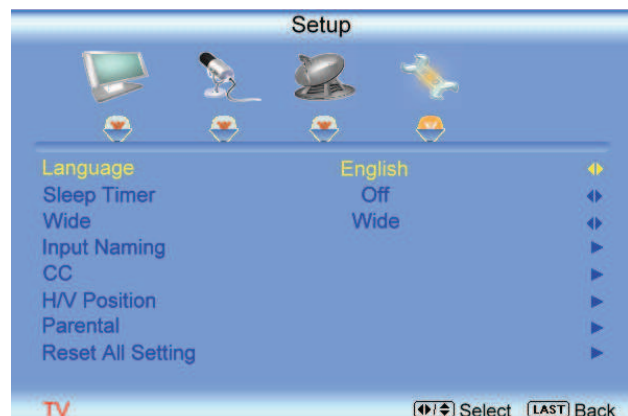 Setup
Language English
Sleep Timer Off
Wide Wide
Input Naming
CC
H/V Position
Parental
Reset All Setting
TV Select LAST Back